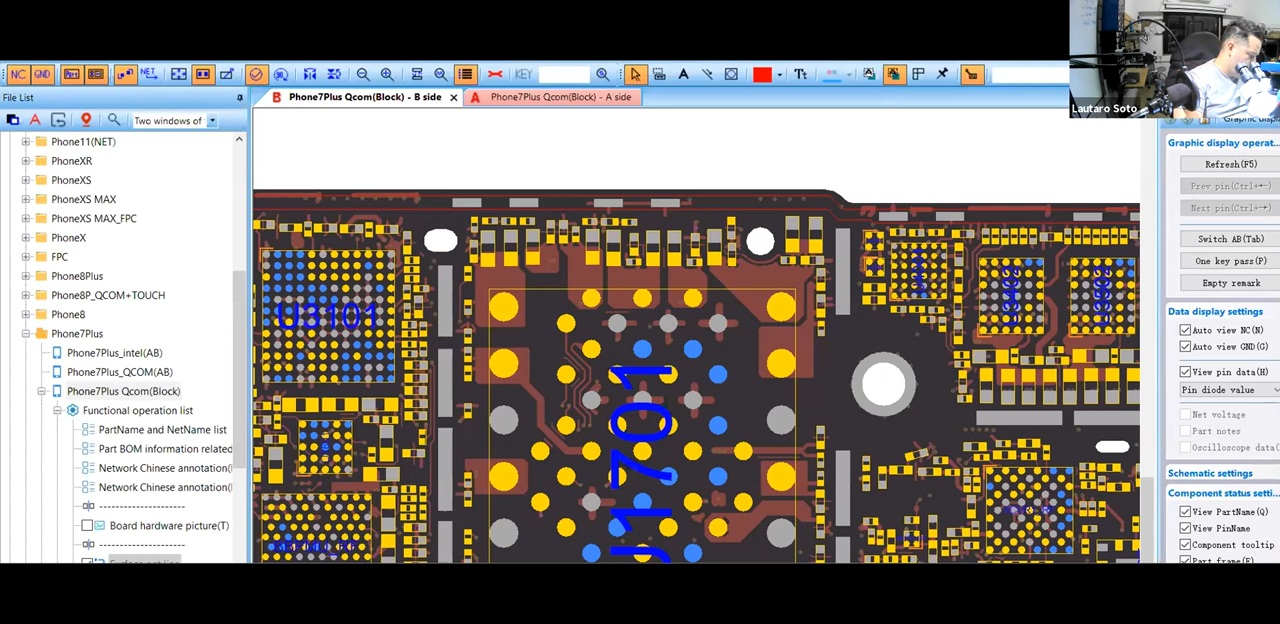 NC GND NET KEY A Tt
Lautaro Soto
File List
B Phone7Plus Qcom(Block) - B side
A Phone7Plus Qcom(Block) - A side
Two windows of
Phone11(NET)
PhoneXR
PhoneXS
PhoneXS MAX
PhoneXS MAX_FPC
PhoneX
FPC
Phone8Plus
Phone8P_QCOM+TOUCH
Phone8
Phone7Plus
Phone7Plus_intel(AB)
Phone7Plus_QCOM(AB)
Phone7Plus Qcom(Block)
Functional operation list
PartName and NetName list
Part BOM information related
Network Chinese annotation(
Network Chinese annotation(
--------------------
Board hardware picture(T)
--------------------
U3101
J1701
Graphic display operat...
Refresh(F5)
Prev pin(Ctrl+←)
Next pin(Ctrl+→)
Switch AB(Tab)
One key pass(P)
Empty remark
Data display settings
Auto view NC(N)
Auto view GND(G)
View pin data(H)
Pin diode value
Net voltage
Part notes
Oscilloscope data(
Schematic settings
Component status setti...
View PartName(Q)
View PinName
Component tooltip
Part frame(F)